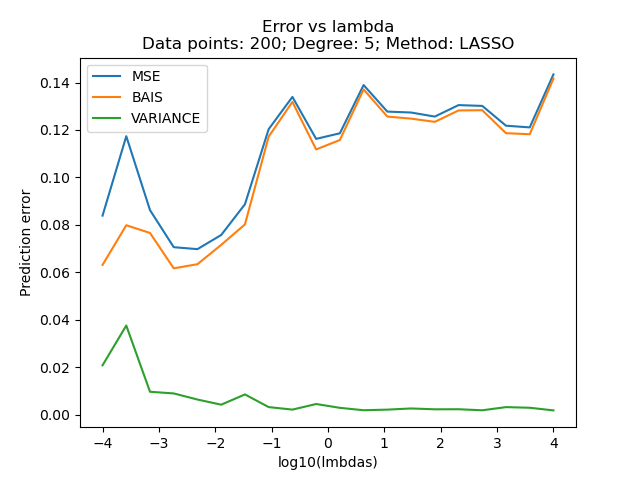 Error vs lambda
Data points: 200; Degree: 5; Method: LASSO
MSE
BAIS
VARIANCE
Prediction error
0.14
0.12
0.10
0.08
0.06
0.04
0.02
0.00
−4 −3 −2 −1 0 1 2 3 4
log10(lmbdas)